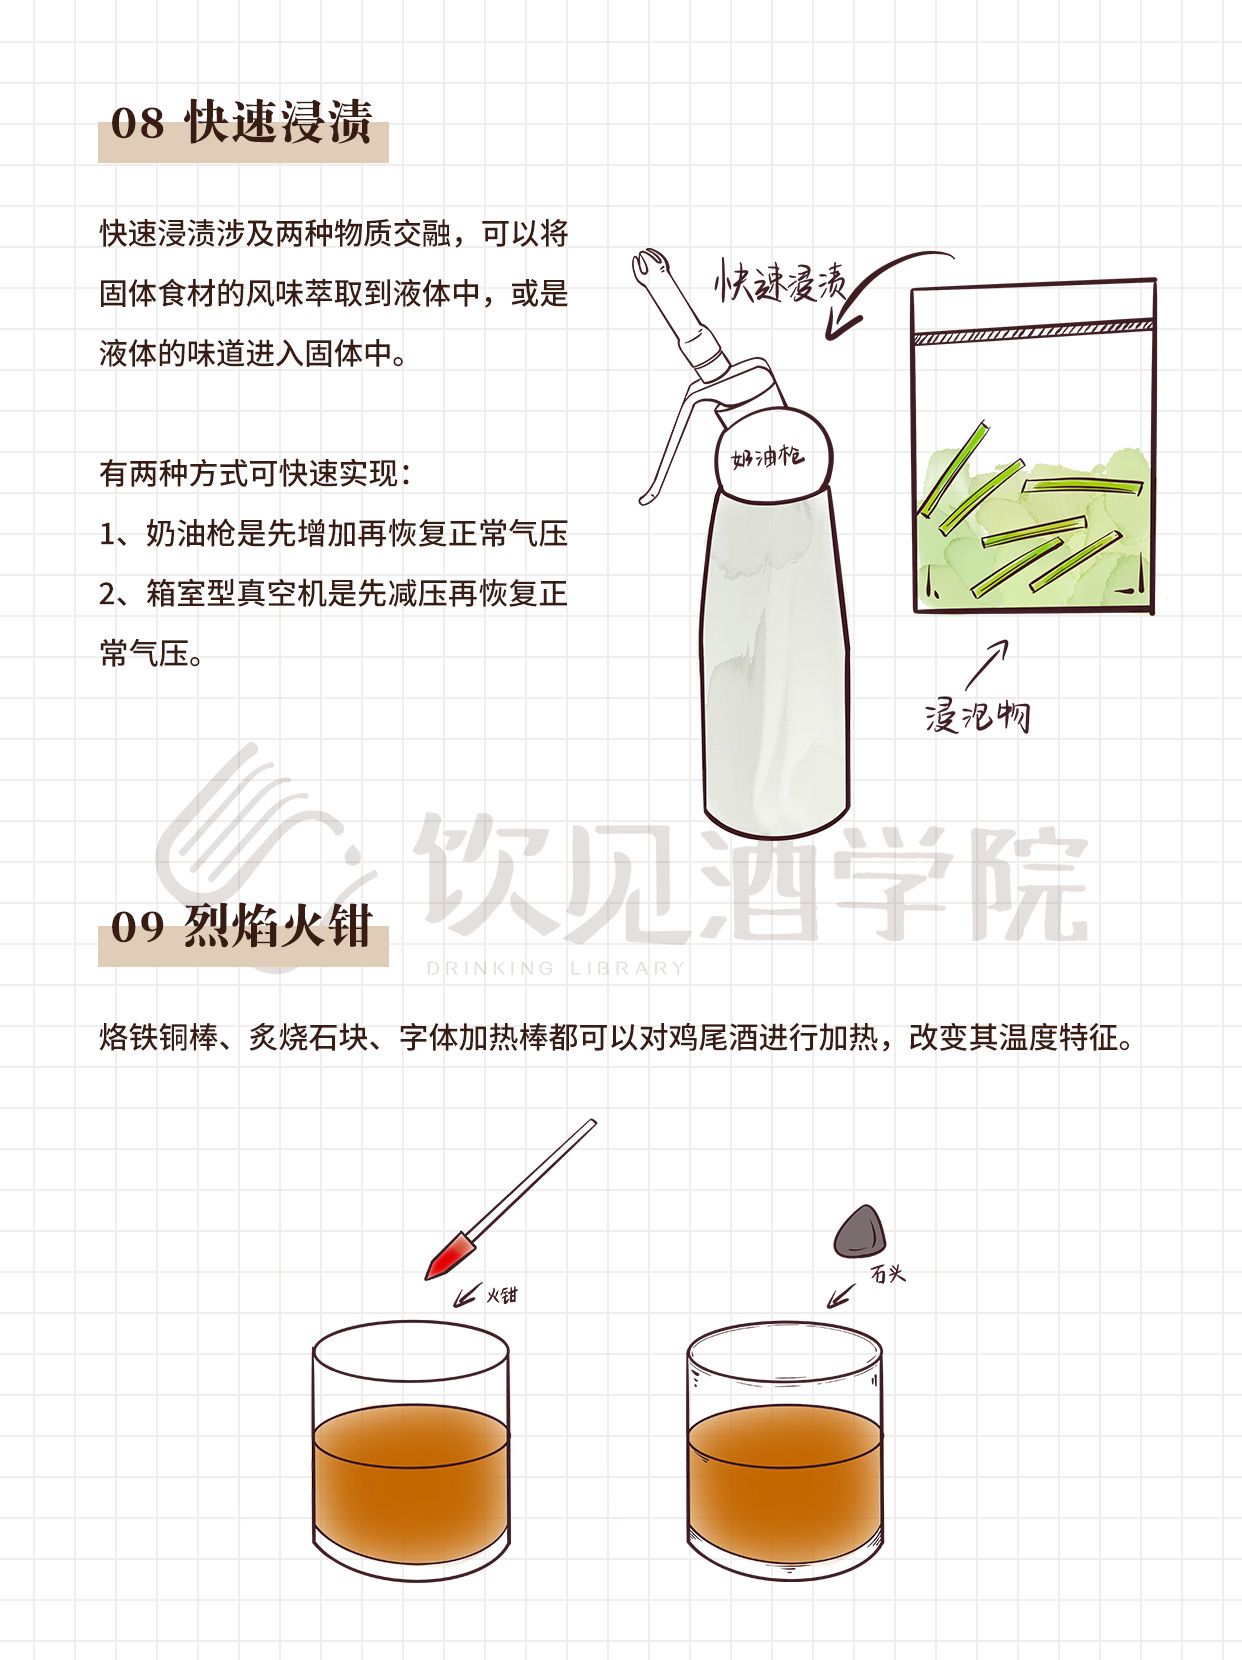 08 快速浸渍
快速浸渍涉及两种物质交融，可以将
固体食材的风味萃取到液体中，或是
液体的味道进入固体中。
有两种方式可快速实现：
1、奶油枪是先增加再恢复正常气压
2、箱室型真空机是先减压再恢复正
常气压。
快速浸渍
奶油枪
浸泡物
饮见酒学院
DRINKING LIBRARY
09 烈焰火钳
烙铁铜棒、炙烧石块、字体加热棒都可以对鸡尾酒进行加热，改变其温度特征。
火钳
石头